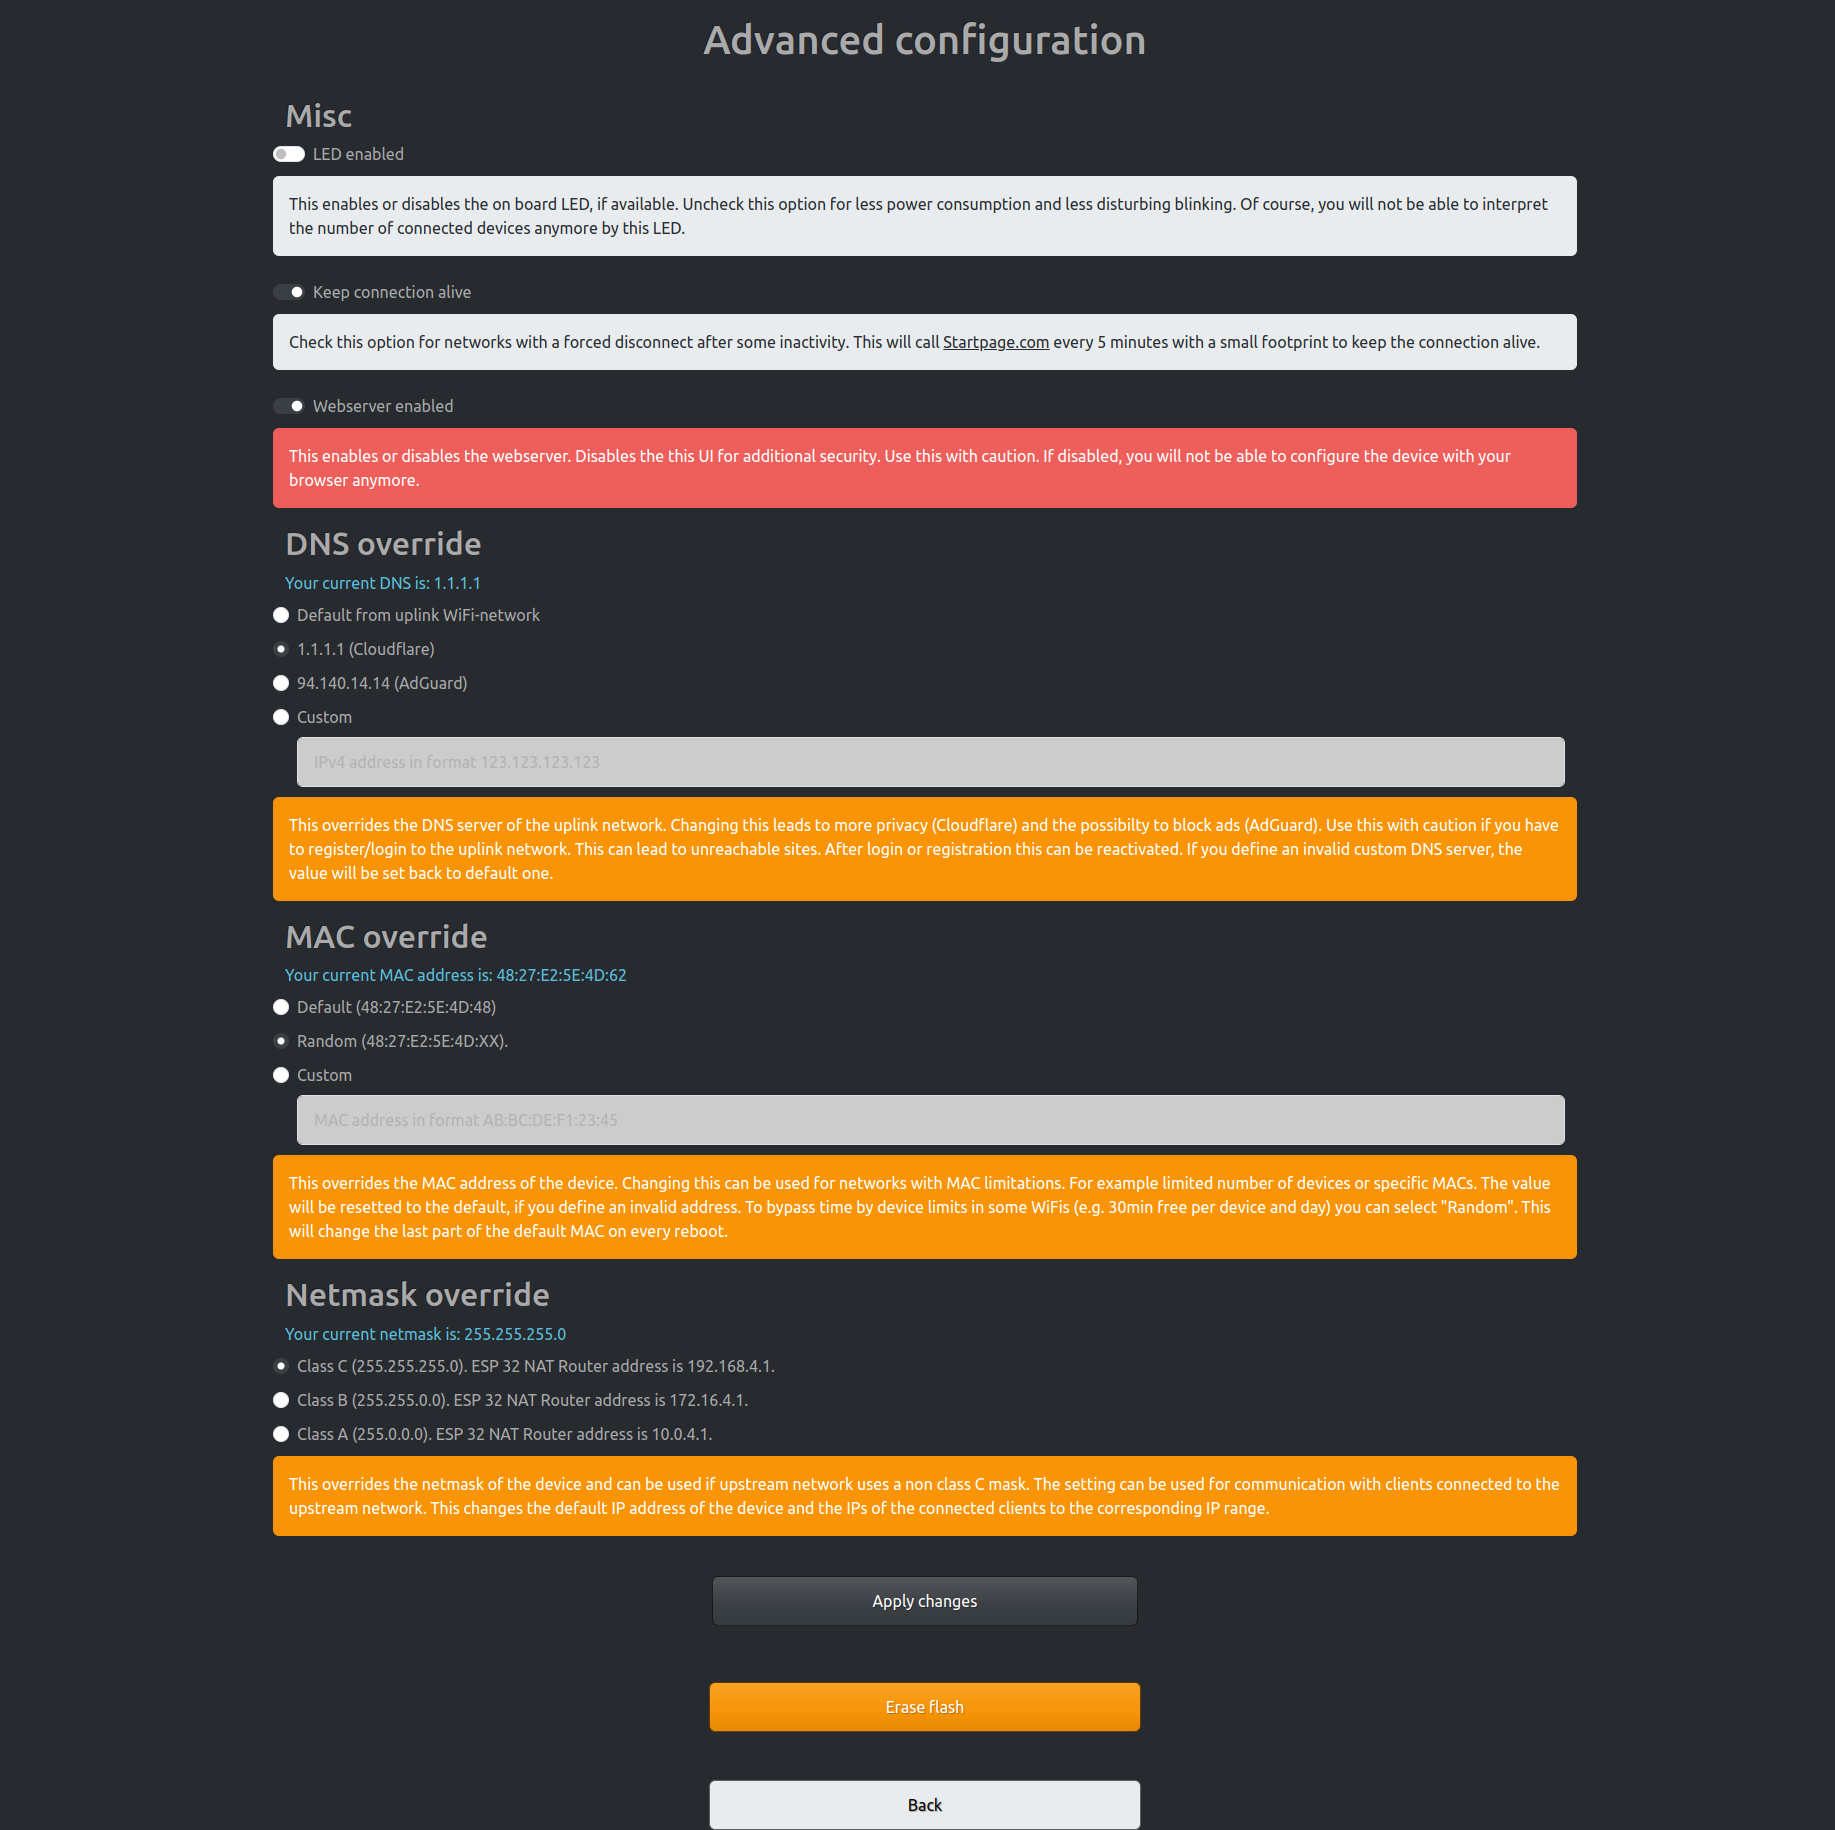 Advanced configuration
Misc
LED enabled
This enables or disables the on board LED, if available. Uncheck this option for less power consumption and less disturbing blinking. Of course, you will not be able to interpret
the number of connected devices anymore by this LED.
Keep connection alive
Check this option for networks with a forced disconnect after some inactivity. This will call Startpage.com every 5 minutes with a small footprint to keep the connection alive.
Webserver enabled
This enables or disables the webserver. Disables the this UI for additional security. Use this with caution. If disabled, you will not be able to configure the device with your
browser anymore.
DNS override
Your current DNS is: 1.1.1.1
Default from uplink WiFi-network
1.1.1.1 (Cloudflare)
94.140.14.14 (AdGuard)
Custom
IPv4 address in format 123.123.123.123
This overrides the DNS server of the uplink network. Changing this leads to more privacy (Cloudflare) and the possibilty to block ads (AdGuard). Use this with caution if you have
to register/login to the uplink network. This can lead to unreachable sites. After login or registration this can be reactivated. If you define an invalid custom DNS server, the
value will be set back to default one.
MAC override
Your current MAC address is: 48:27:E2:5E:4D:62
Default (48:27:E2:5E:4D:48)
Random (48:27:E2:5E:4D:XX).
Custom
MAC address in format AB:BC:DE:F1:23:45
This overrides the MAC address of the device. Changing this can be used for networks with MAC limitations. For example limited number of devices or specific MACs. The value
will be resetted to the default, if you define an invalid address. To bypass time by device limits in some WiFis (e.g. 30min free per device and day) you can select "Random". This
will change the last part of the default MAC on every reboot.
Netmask override
Your current netmask is: 255.255.255.0
Class C (255.255.255.0). ESP 32 NAT Router address is 192.168.4.1.
Class B (255.255.0.0). ESP 32 NAT Router address is 172.16.4.1.
Class A (255.0.0.0). ESP 32 NAT Router address is 10.0.4.1.
This overrides the netmask of the device and can be used if upstream network uses a non class C mask. The setting can be used for communication with clients connected to the
upstream network. This changes the default IP address of the device and the IPs of the connected clients to the corresponding IP range.
Apply changes
Erase flash
Back